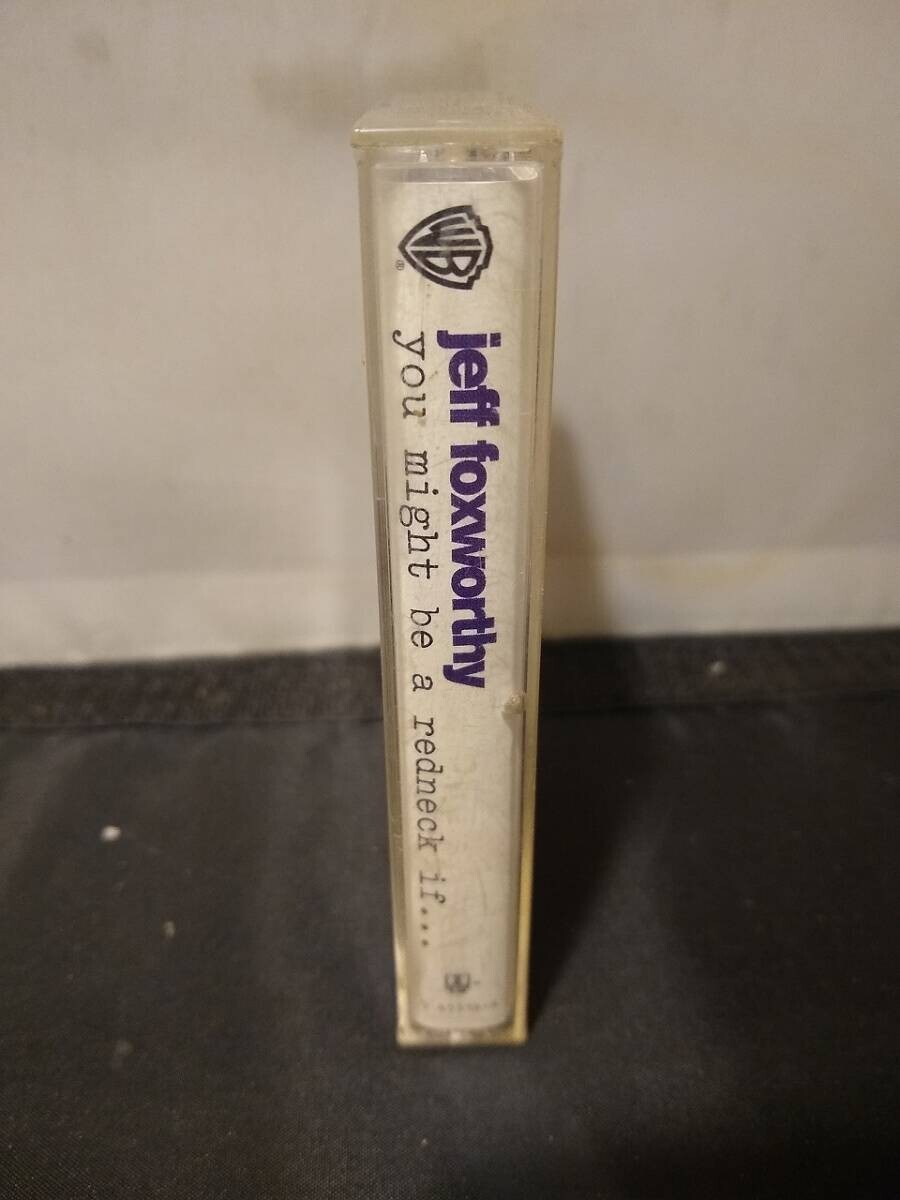 WB
®
jeff foxworthy
you might be a redneck if...